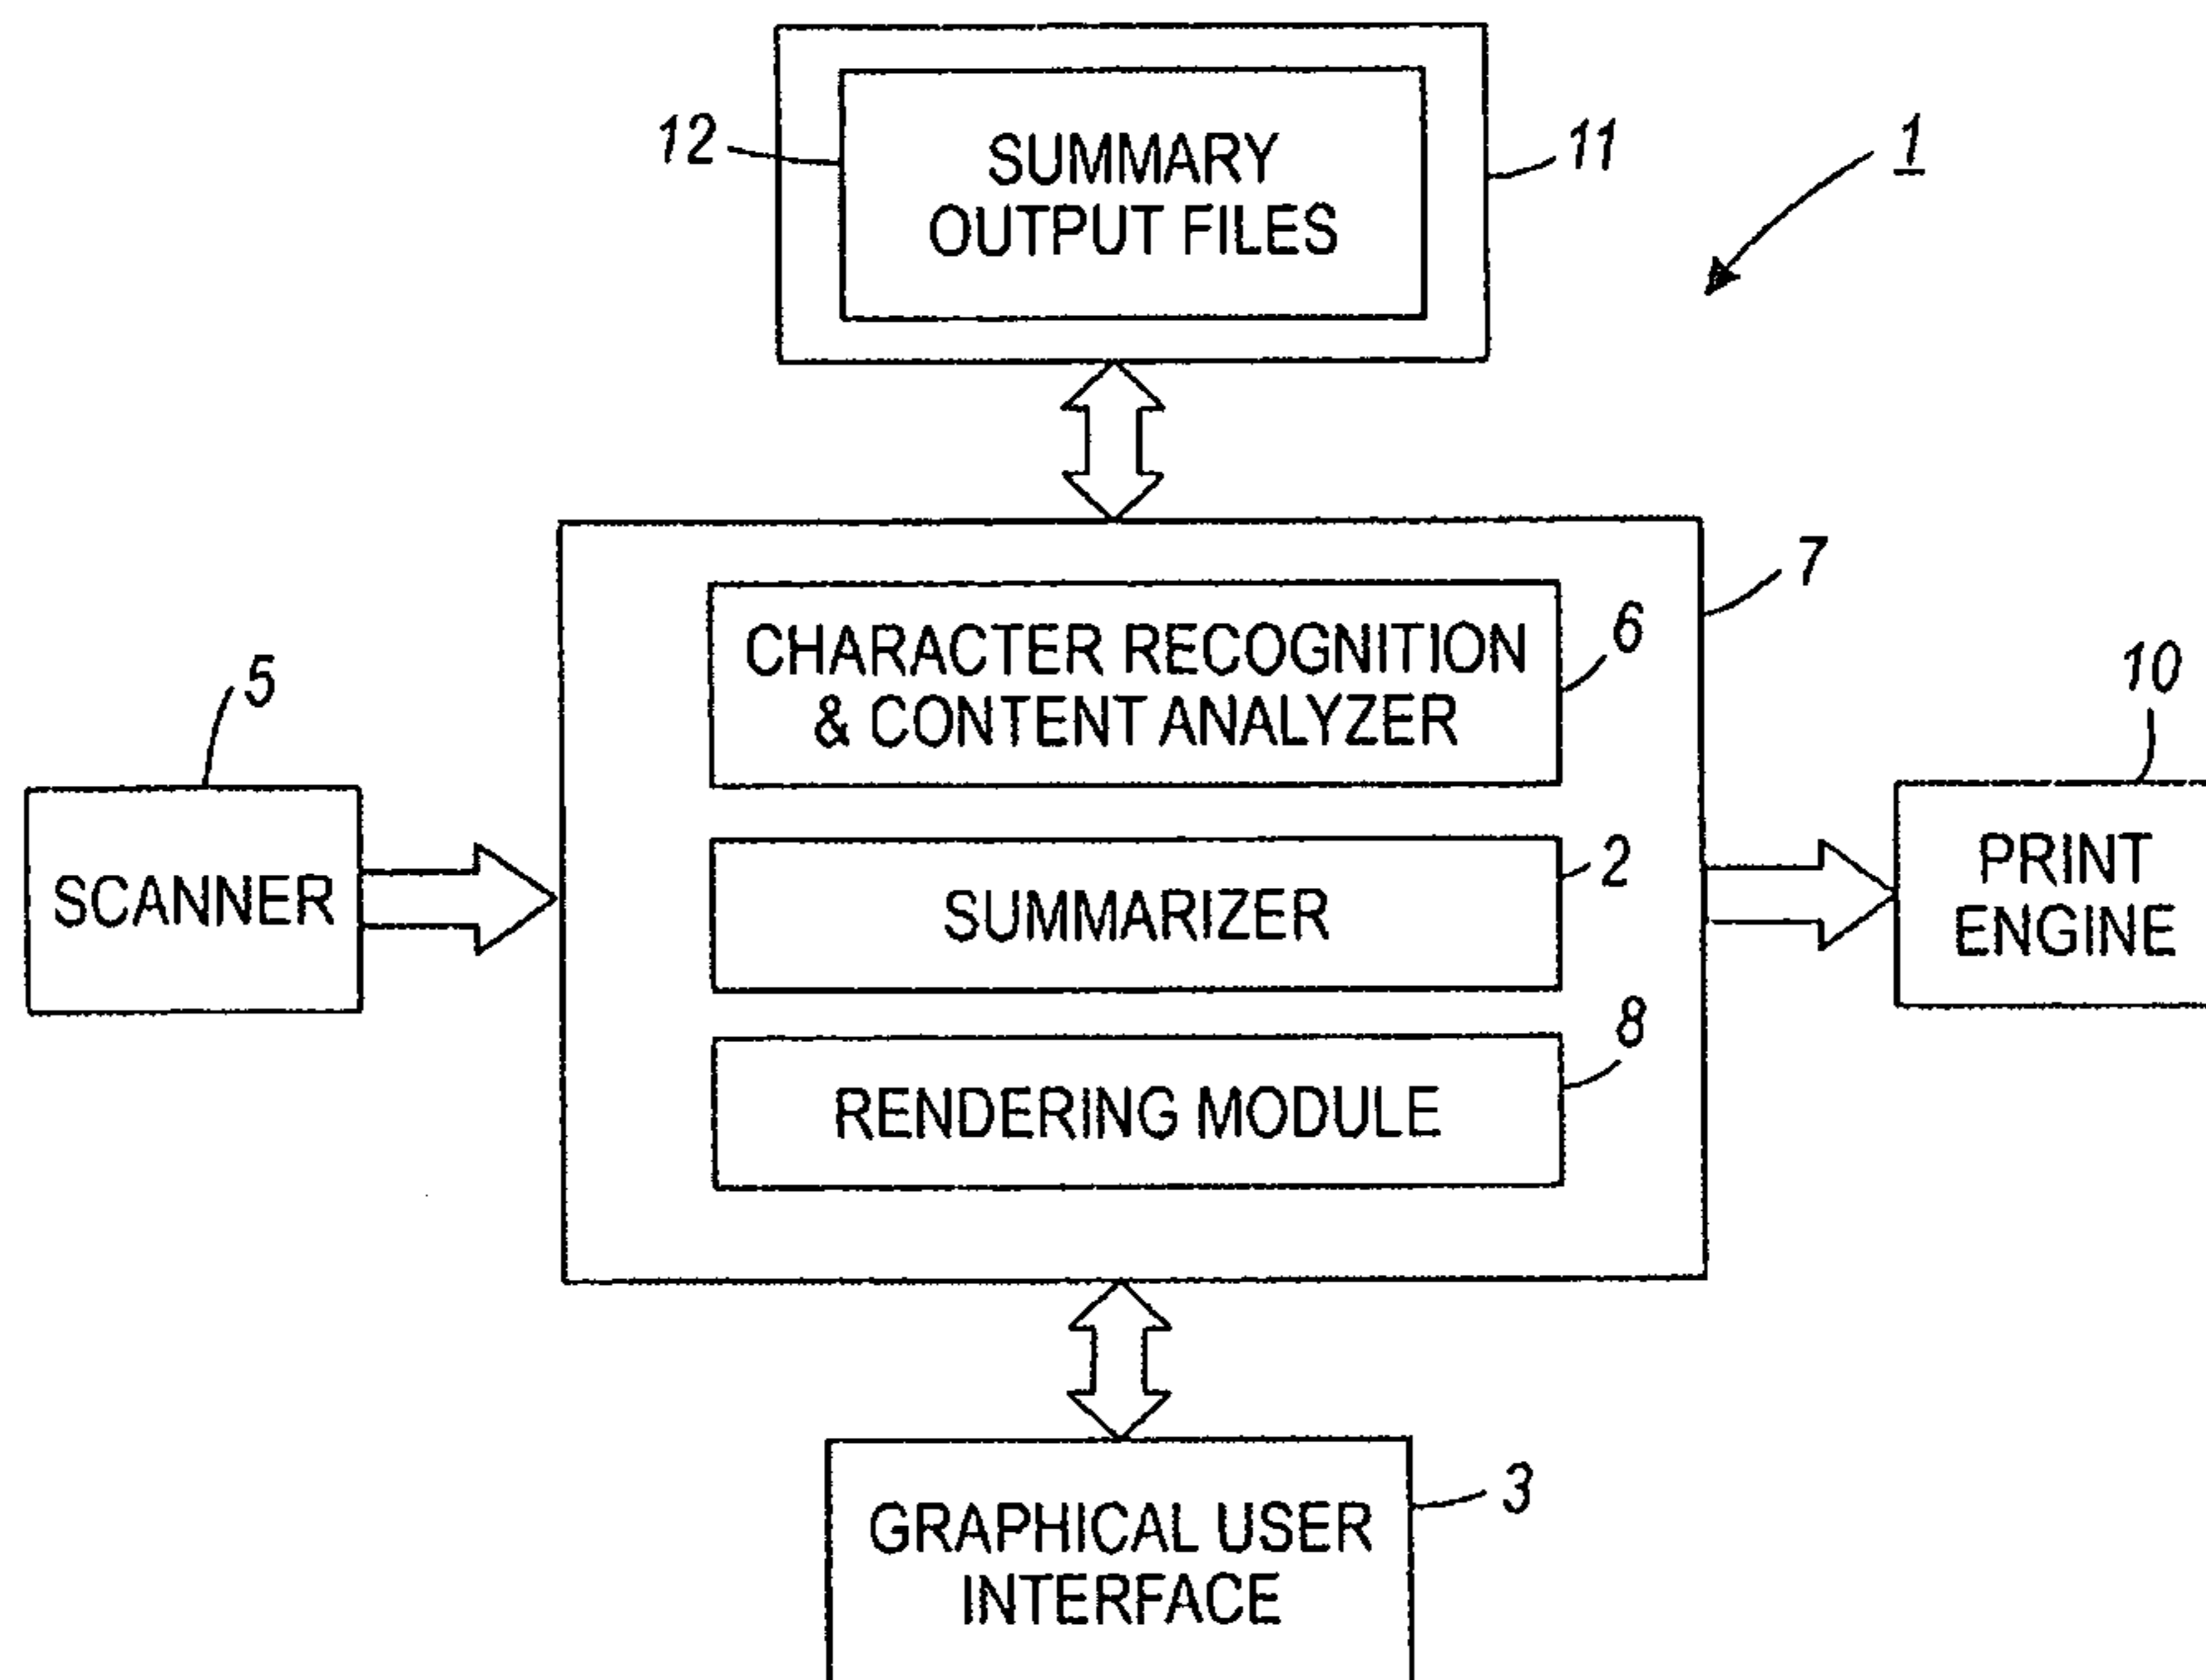 12
SUMMARY
OUTPUT FILES
11
1
7
CHARACTER RECOGNITION
& CONTENT ANALYZER
6
5
SCANNER
SUMMARIZER
2
10
PRINT
ENGINE
RENDERING MODULE
8
GRAPHICAL USER
INTERFACE
3